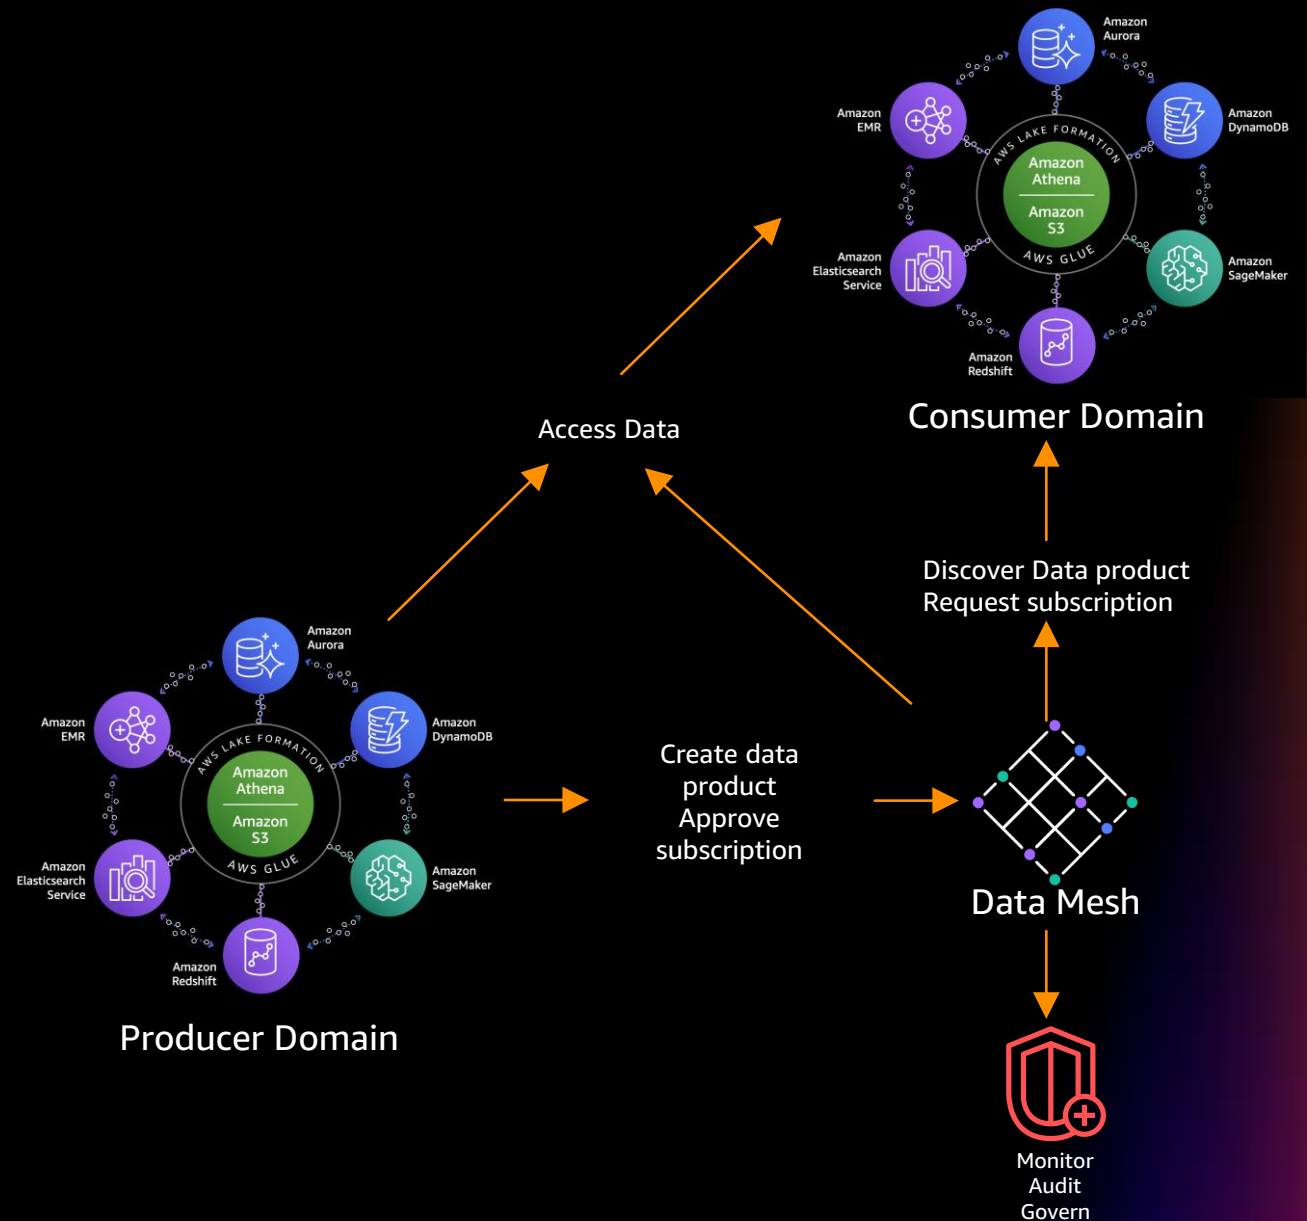 Amazon
Aurora
Amazon
EMR
Amazon
DynamoDB
AWS LAKE FORMATION
Amazon
Athena
Amazon
S3
AWS GLUE
Amazon
Elasticsearch
Service
Amazon
SageMaker
Amazon
Redshift
Consumer Domain
Access Data
Discover Data product
Request subscription
Amazon
Aurora
Amazon
EMR
Amazon
DynamoDB
AWS LAKE FORMATION
Amazon
Athena
Amazon
S3
AWS GLUE
Amazon
Elasticsearch
Service
Amazon
SageMaker
Amazon
Redshift
Producer Domain
Create data
product
Approve
subscription
Data Mesh
Monitor
Audit
Govern